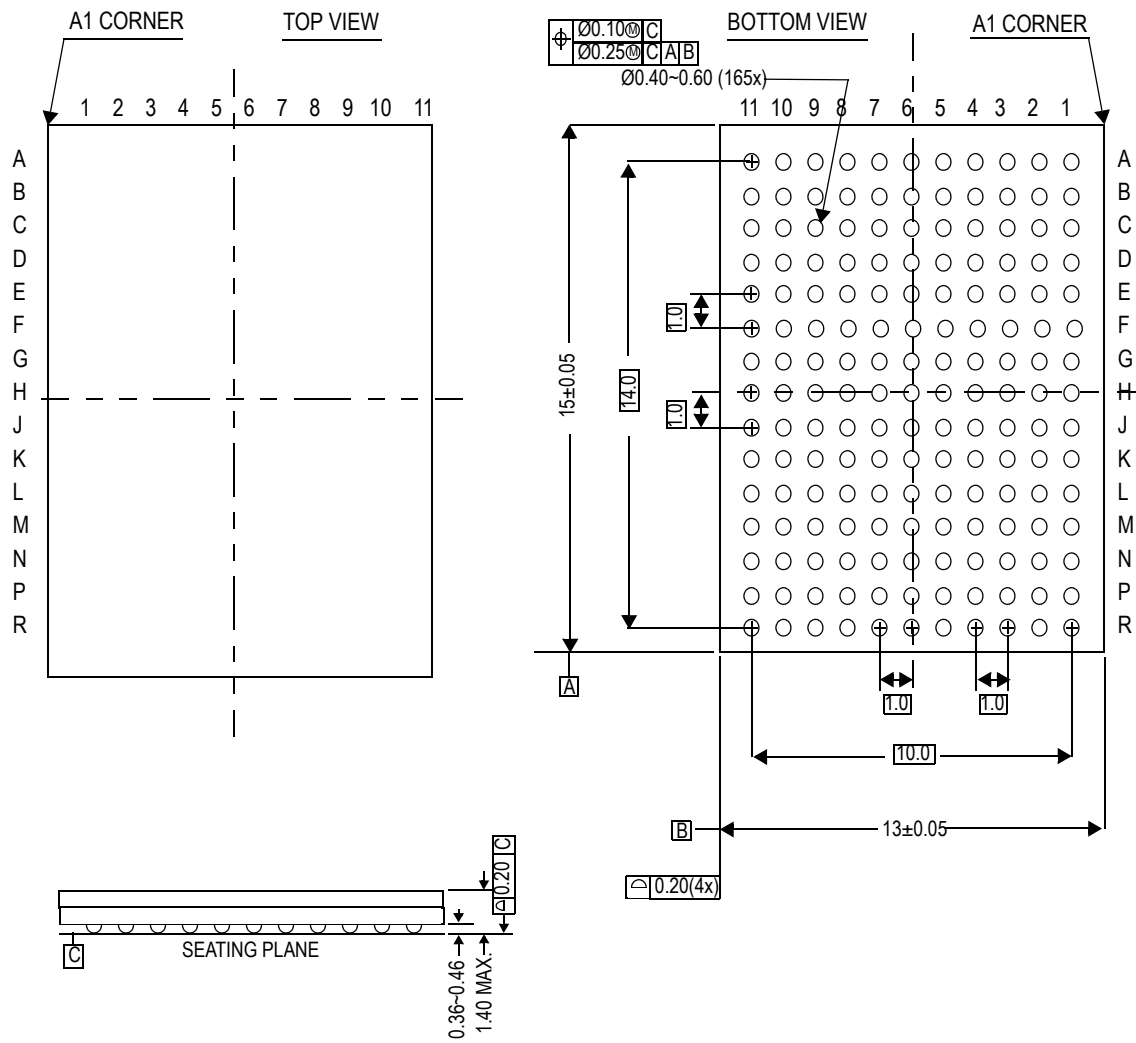 A1 CORNER
TOP VIEW
1 2 3 4 5 6 7 8 9 10 11
A
B
C
D
E
F
G
H
J
K
L
M
N
P
R
Ø0.10Ⓜ C
Ø0.25Ⓜ C A B
Ø0.40~0.60 (165x)
BOTTOM VIEW
A1 CORNER
11 10 9 8 7 6 5 4 3 2 1
A
B
C
D
E
F
G
H
J
K
L
M
N
P
R
15±0.05
14.0
1.0
1.0
A
1.0
1.0
10.0
B
13±0.05
0.20(4x)
0.20 C
C
SEATING PLANE
0.36~0.46
1.40 MAX.